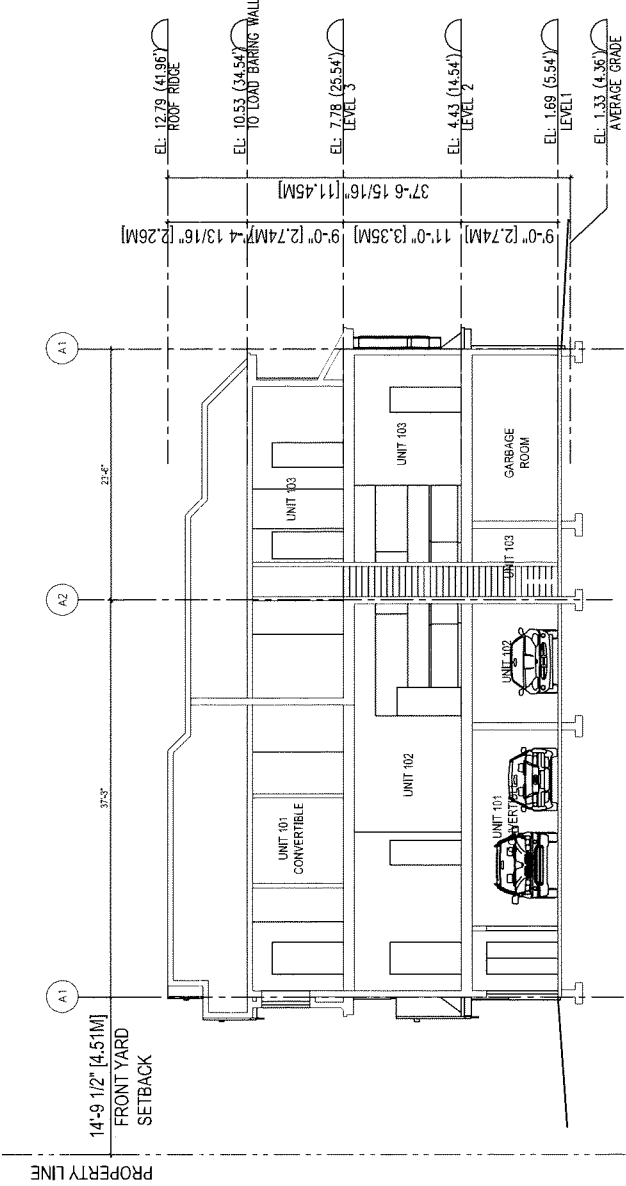 EL: 12.79 (41.96')
ROOF RIDGE
EL: 10.53 (34.54')
TO LOAD BARING WALL
EL: 7.78 (25.54')
LEVEL 3
EL: 4.43 (14.54')
LEVEL 2
EL: 1.69 (5.54')
LEVEL1
EL: 1.33 (4.36')
AVERAGE GRADE
37'-6 15/16" [11.45M]
9'-0" [2.74M]
11'-0" [3.35M]
9'-0" [2.74M]
4 13/16" [2.26M]
A1
23'-6"
A2
37'-3"
A1
UNIT 103
UNIT 103
GARBAGE
ROOM
UNIT 103
UNIT 102
UNIT 101
CONVERTIBLE
UNIT 102
UNIT 101
14'-9 1/2" [4.51M]
FRONT YARD
SETBACK
PROPERTY LINE